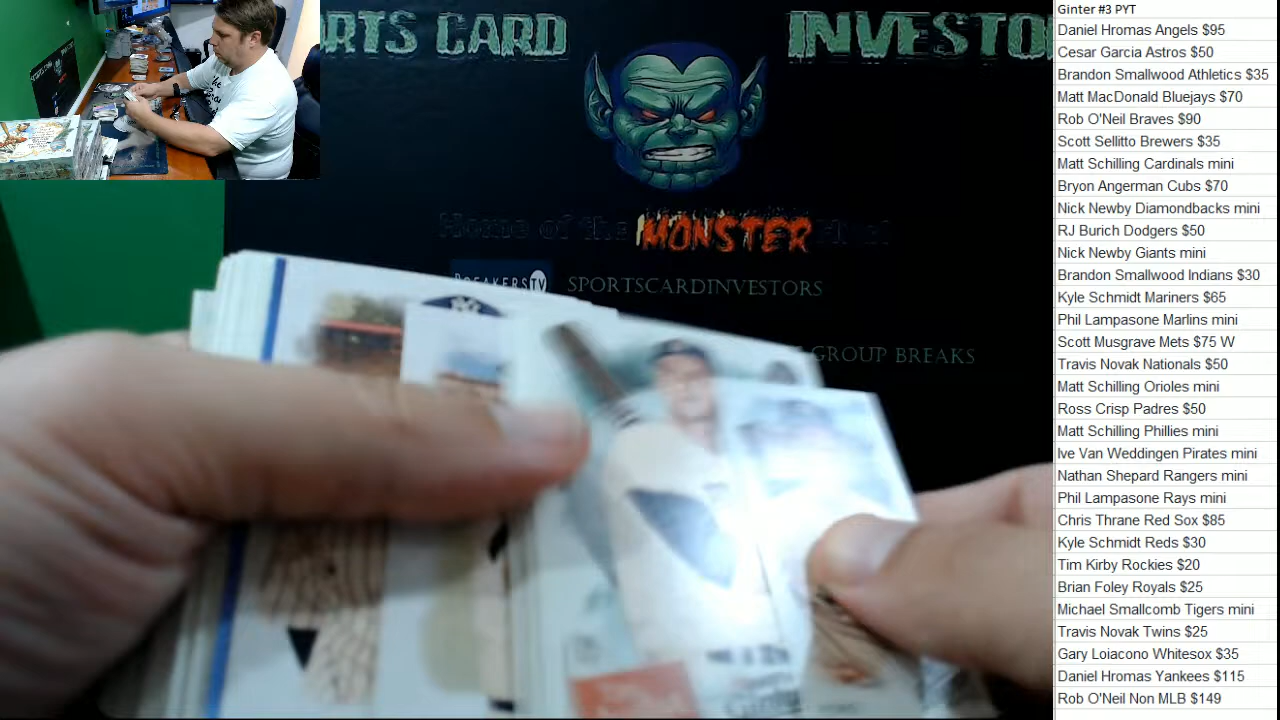 RTS CARD
INVESTO
Home of the MONSTER
BREAKERSTV
SPORTSCARDINVESTORS
GROUP BREAKS
Ginter #3 PYT
Daniel Hromas Angels $95
Cesar Garcia Astros $50
Brandon Smallwood Athletics $35
Matt MacDonald Bluejays $70
Rob O'Neil Braves $90
Scott Sellitto Brewers $35
Matt Schilling Cardinals mini
Bryon Angerman Cubs $70
Nick Newby Diamondbacks mini
RJ Burich Dodgers $50
Nick Newby Giants mini
Brandon Smallwood Indians $30
Kyle Schmidt Mariners $65
Phil Lampasone Marlins mini
Scott Musgrave Mets $75 W
Travis Novak Nationals $50
Matt Schilling Orioles mini
Ross Crisp Padres $50
Matt Schilling Phillies mini
Ive Van Weddingen Pirates mini
Nathan Shepard Rangers mini
Phil Lampasone Rays mini
Chris Thrane Red Sox $85
Kyle Schmidt Reds $30
Tim Kirby Rockies $20
Brian Foley Royals $25
Michael Smallcomb Tigers mini
Travis Novak Twins $25
Gary Loiacono Whitesox $35
Daniel Hromas Yankees $115
Rob O'Neil Non MLB $149